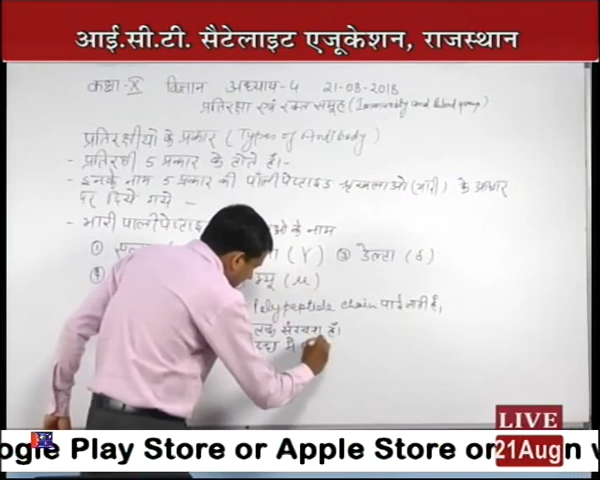 आई.सी.टी. सैटेलाइट एजूकेशन, राजस्थान
कक्षा-X विज्ञान अध्याय-4 21-08-2018
प्रतिरक्षा एवं रक्त समूह (Immunity and Blood group)
प्रतिरक्षीयों के प्रकार (Types of Antibody)
- प्रतिरक्षी 5 प्रकार के होते हैं।-
- इनके नाम 5 प्रकार की पॉलीपेप्टाइड (भारी) के आधार
पर दिये गये -
- भारी पालीपेप्टाइड के नाम
① (γ) ③ डेल्टा (δ)
म्यू (μ)
Polypeptide chain पाई जाती है,
संरचना है।
में
LIVE
21Aug
ogle Play Store or Apple Store or